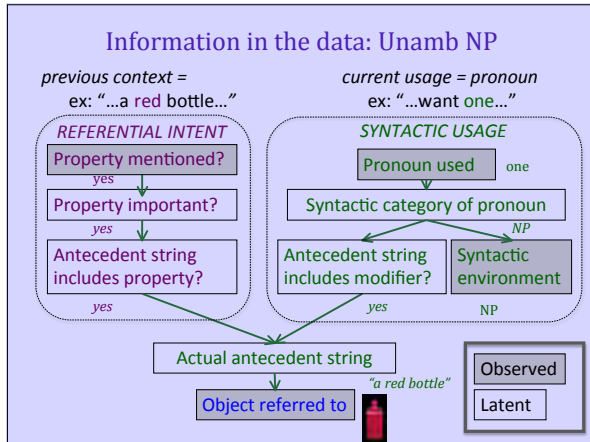 Information in the data: Unamb NP
previous context =
ex: “…a red bottle…”
current usage = pronoun
ex: “…want one…”
REFERENTIAL INTENT
Property mentioned?
yes
Property important?
yes
Antecedent string
includes property?
yes
SYNTACTIC USAGE
Pronoun used
one
Syntactic category of pronoun
NP
Antecedent string
includes modifier?
yes
Syntactic
environment
NP
Actual antecedent string
"a red bottle"
Object referred to
Observed
Latent